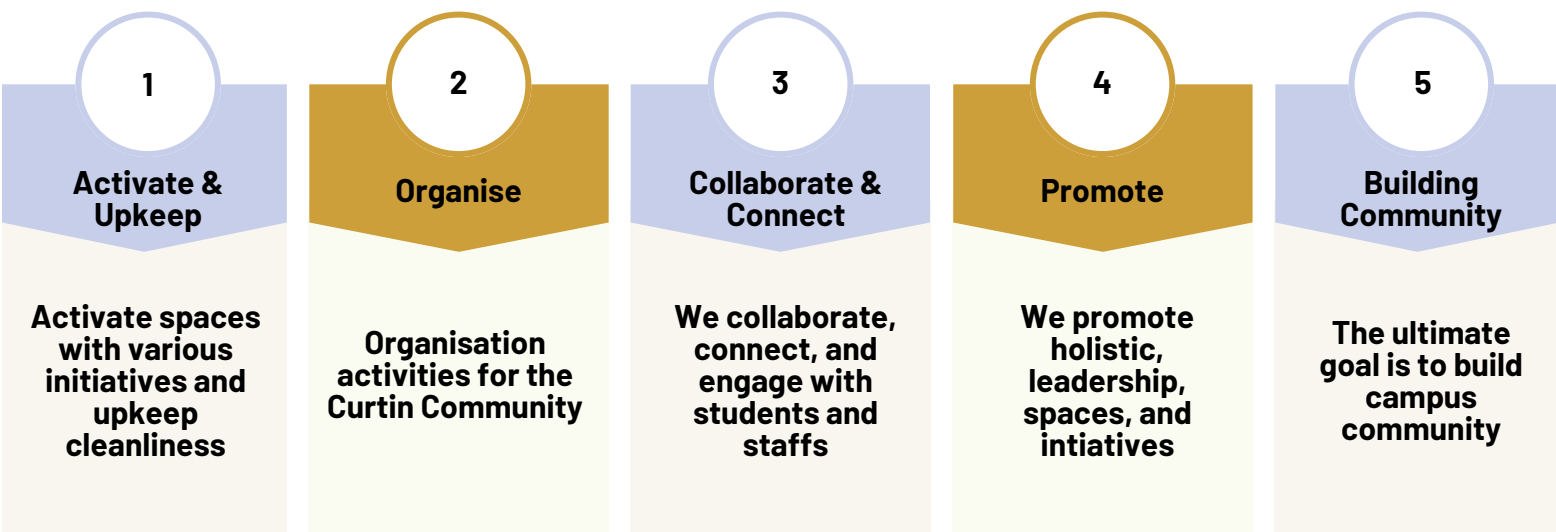 1
Activate &
Upkeep
Activate spaces
with various
initiatives and
upkeep
cleanliness
2
Organise
Organisation
activities for the
Curtin Community
3
Collaborate &
Connect
We collaborate,
connect, and
engage with
students and
staffs
4
Promote
We promote
holistic,
leadership,
spaces, and
intiatives
5
Building
Community
The ultimate
goal is to build
campus
community